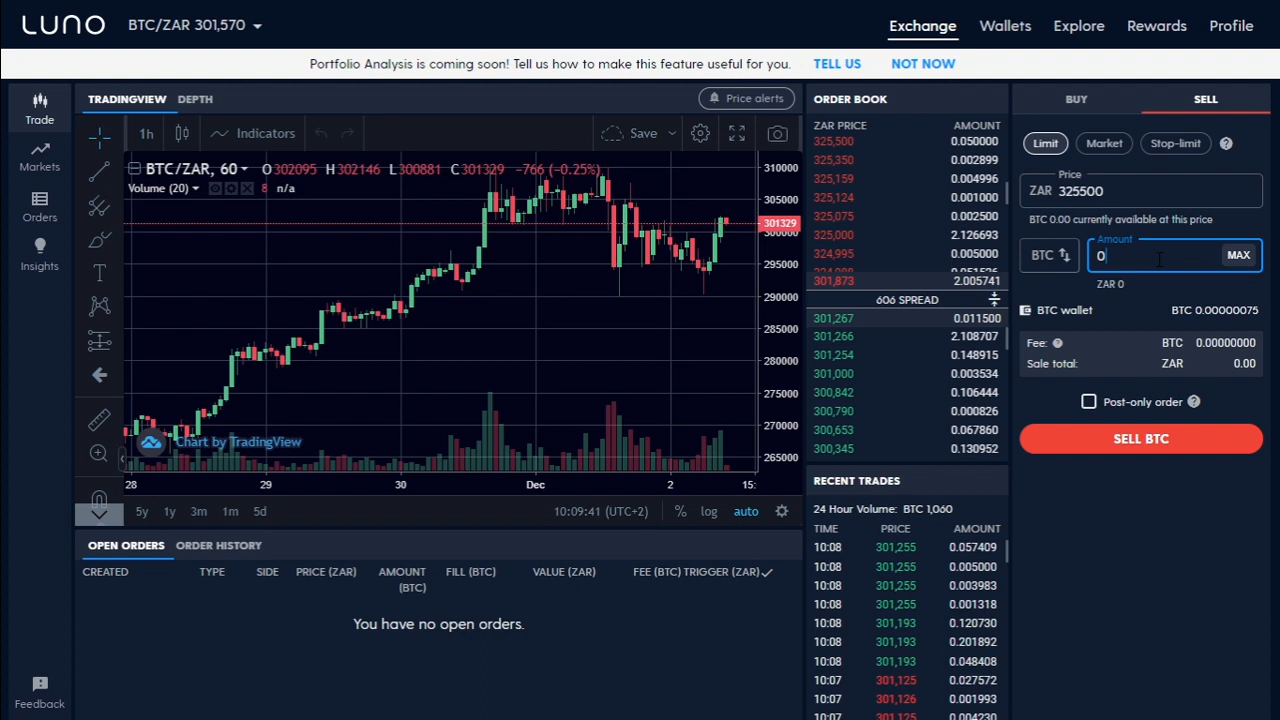 LUNO BTC/ZAR 301,570 Exchange Wallets Explore Rewards Profile
Portfolio Analysis is coming soon! Tell us how to make this feature useful for you. TELL US NOT NOW
Trade
Markets
Orders
Insights
Feedback
TRADINGVIEW DEPTH Price alerts
1h Indicators Save
BTC/ZAR, 60 O302095 H302146 L300881 C301329 −766 (−0.25%)
Volume (20) 8 n/a
310000
305000
301329
300000
295000
290000
285000
280000
275000
270000
265000
Chart by TradingView
28 29 30 Dec 2 15:
5y 1y 3m 1m 5d 10:09:41 (UTC+2) % log auto
OPEN ORDERS ORDER HISTORY
CREATED TYPE SIDE PRICE (ZAR) AMOUNT (BTC) FILL (BTC) VALUE (ZAR) FEE (BTC) TRIGGER (ZAR)
You have no open orders.
ORDER BOOK
ZAR PRICE AMOUNT
325,500 0.050000
325,350 0.002899
325,159 0.004996
325,124 0.001000
325,075 0.002500
325,000 2.126693
324,995 0.005055
301,873 2.005741
606 SPREAD
301,267 0.011500
301,266 2.108707
301,254 0.148915
301,000 0.003534
300,842 0.106444
300,790 0.000826
300,653 0.067860
300,345 0.130952
RECENT TRADES
24 Hour Volume: BTC 1,060
TIME PRICE AMOUNT
10:08 301,255 0.057409
10:08 301,255 0.005000
10:08 301,255 0.003983
10:08 301,255 0.001318
10:08 301,193 0.120730
10:08 301,193 0.201892
10:08 301,193 0.048408
10:07 301,125 0.027572
10:07 301,126 0.001993
10:07 301,125 0.004230
BUY SELL
Limit Market Stop-limit
Price
ZAR 325500
BTC 0.00 currently available at this price
BTC Amount
0 MAX
ZAR 0
BTC wallet BTC 0.00000075
Fee: BTC 0.00000000
Sale total: ZAR 0.00
Post-only order
SELL BTC